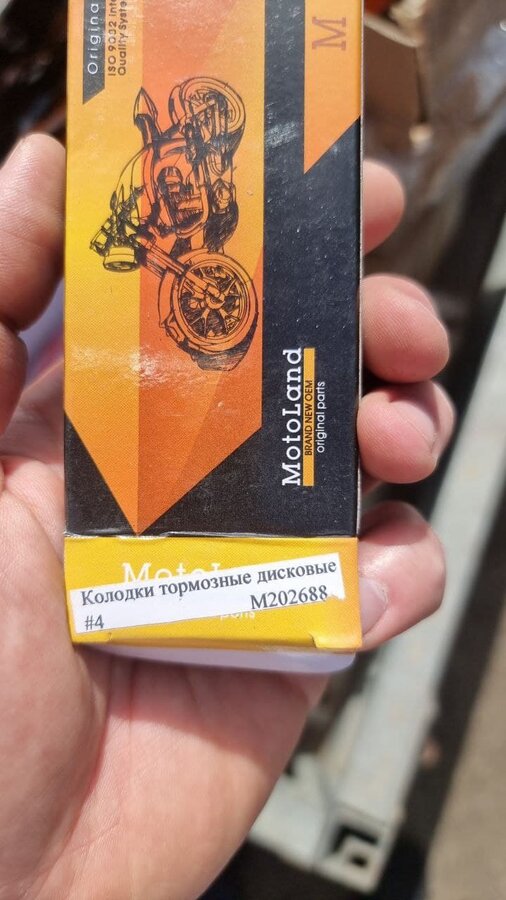 Origina
ISO 9002 inte
Quality Syste
M
MotoLand
BRAND NEW OEM
original parts
Колодки тормозные дисковые
#4 M202688